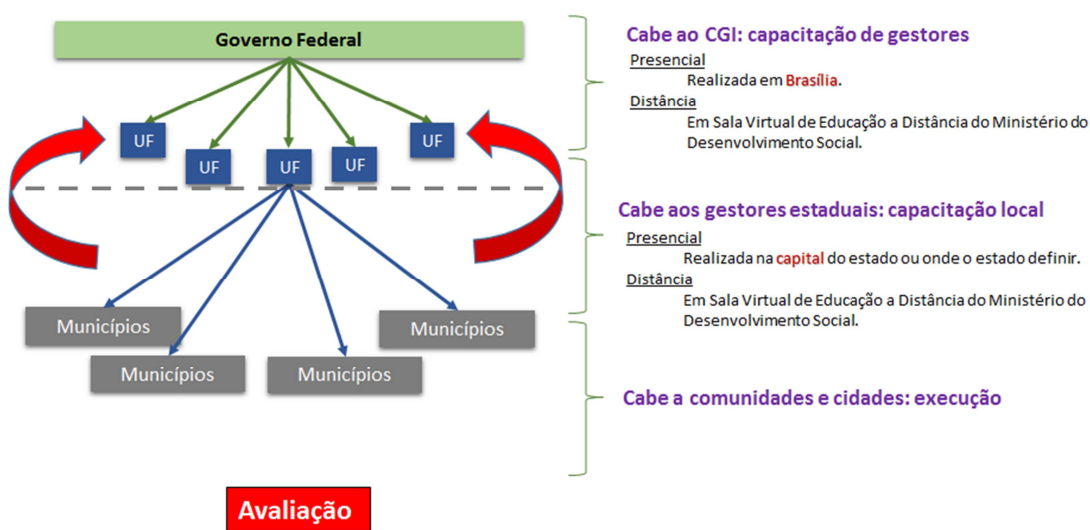 Governo Federal
UF
UF
UF
UF
UF
Municípios
Municípios
Municípios
Municípios
Avaliação
Cabe ao CGI: capacitação de gestores
Presencial
Realizada em Brasília.
Distância
Em Sala Virtual de Educação a Distância do Ministério do
Desenvolvimento Social.
Cabe aos gestores estaduais: capacitação local
Presencial
Realizada na capital do estado ou onde o estado definir.
Distância
Em Sala Virtual de Educação a Distância do Ministério do
Desenvolvimento Social.
Cabe a comunidades e cidades: execução